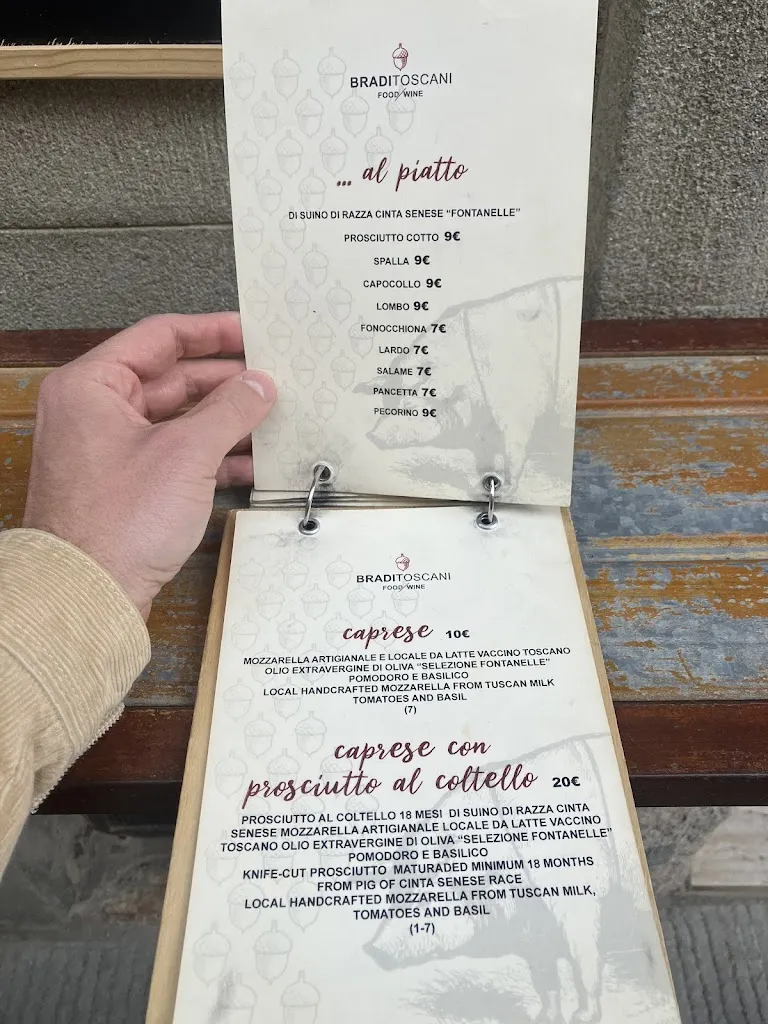 BRADITOSCANI
FOOD/WINE
... al piatto
DI SUINO DI RAZZA CINTA SENESE “FONTANELLE”
PROSCIUTTO COTTO 9€
SPALLA 9€
CAPOCOLLO 9€
LOMBO 9€
FONOCCHIONA 7€
LARDO 7€
SALAME 7€
PANCETTA 7€
PECORINO 9€
BRADITOSCANI
FOOD/WINE
caprese 10€
MOZZARELLA ARTIGIANALE E LOCALE DA LATTE VACCINO TOSCANO
OLIO EXTRAVERGINE DI OLIVA “SELEZIONE FONTANELLE”
POMODORO E BASILICO
LOCAL HANDCRAFTED MOZZARELLA FROM TUSCAN MILK
TOMATOES AND BASIL
(7)
caprese con
prosciutto al coltello 20€
PROSCIUTTO AL COLTELLO 18 MESI DI SUINO DI RAZZA CINTA
SENESE MOZZARELLA ARTIGIANALE LOCALE DA LATTE VACCINO
TOSCANO OLIO EXTRAVERGINE DI OLIVA “SELEZIONE FONTANELLE”
POMODORO E BASILICO
KNIFE-CUT PROSCIUTTO MATURADED MINIMUM 18 MONTHS
FROM PIG OF CINTA SENESE RACE
LOCAL HANDCRAFTED MOZZARELLA FROM TUSCAN MILK,
TOMATOES AND BASIL
(1-7)